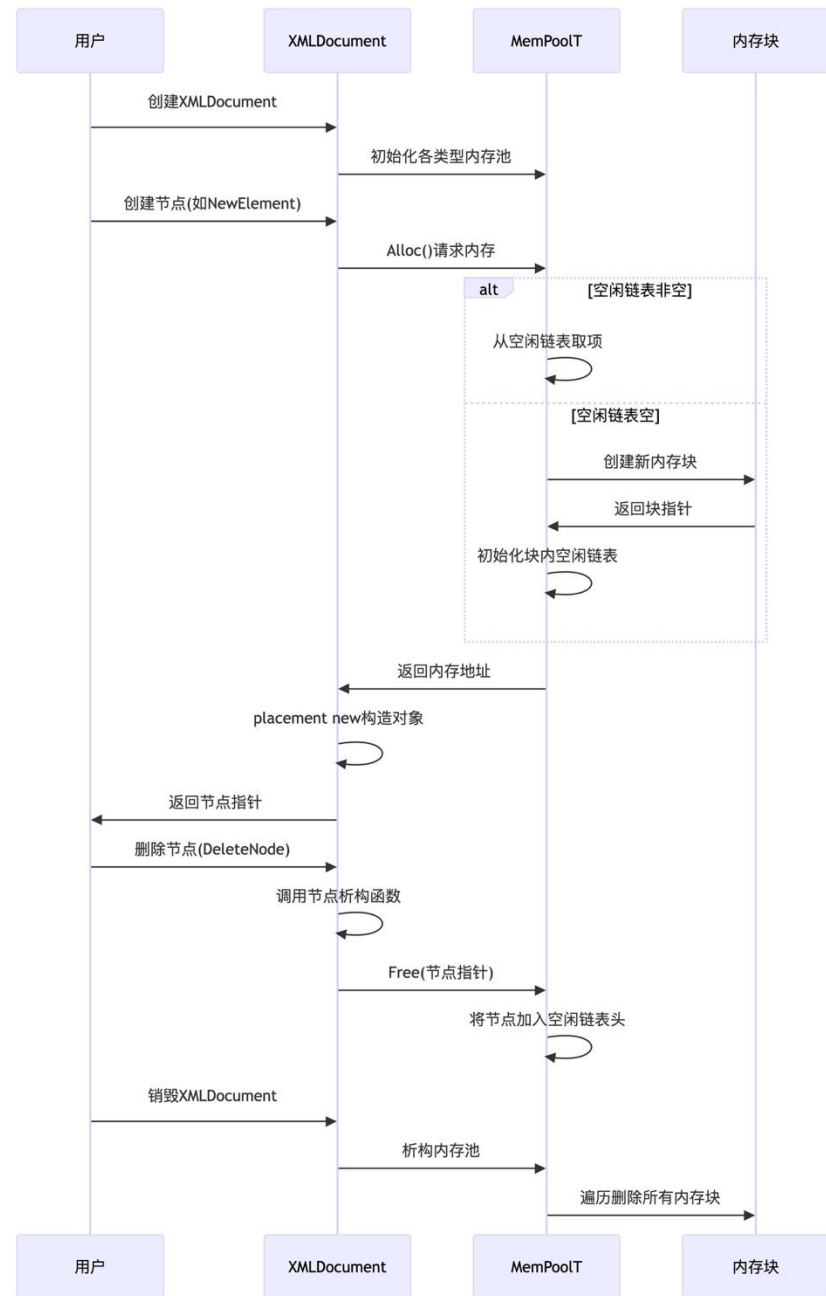 用户
XMLDocument
MemPoolT
内存块
创建XMLDocument
初始化各类型内存池
创建节点(如NewElement)
Alloc()请求内存
alt
[空闲链表非空]
从空闲链表取项
[空闲链表空]
创建新内存块
返回块指针
初始化块内空闲链表
返回内存地址
placement new构造对象
返回节点指针
删除节点(DeleteNode)
调用节点析构函数
Free(节点指针)
将节点加入空闲链表头
销毁XMLDocument
析构内存池
遍历删除所有内存块
用户
XMLDocument
MemPoolT
内存块